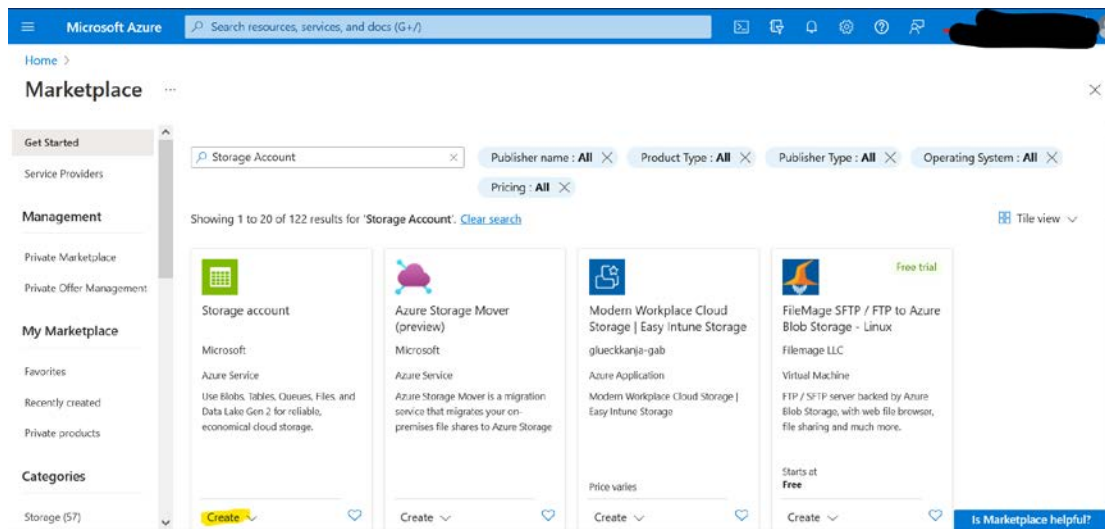 Microsoft Azure
Search resources, services, and docs (G+/)
Home >
Marketplace ...
Get Started
Service Providers
Management
Private Marketplace
Private Offer Management
My Marketplace
Favorites
Recently created
Private products
Categories
Storage (57)
Storage Account
Publisher name : All
Product Type : All
Publisher Type : All
Operating System : All
Pricing : All
Showing 1 to 20 of 122 results for 'Storage Account'. Clear search
Tile view
Storage account
Microsoft
Azure Service
Use Blobs, Tables, Queues, Files, and
Data Lake Gen 2 for reliable,
economical cloud storage.
Create
Azure Storage Mover
(preview)
Microsoft
Azure Service
Azure Storage Mover is a migration
service that migrates your on-
premises file shares to Azure Storage
Create
Modern Workplace Cloud
Storage | Easy Intune Storage
glueckkanja-gab
Azure Application
Modern Workplace Cloud Storage |
Easy Intune Storage
Price varies
Create
Free trial
FileMage SFTP / FTP to Azure
Blob Storage - Linux
Filemage LLC
Virtual Machine
FTP / SFTP server backed by Azure
Blob Storage, with web file browser,
file sharing and much more.
Starts at
Free
Create
Is Marketplace helpful?